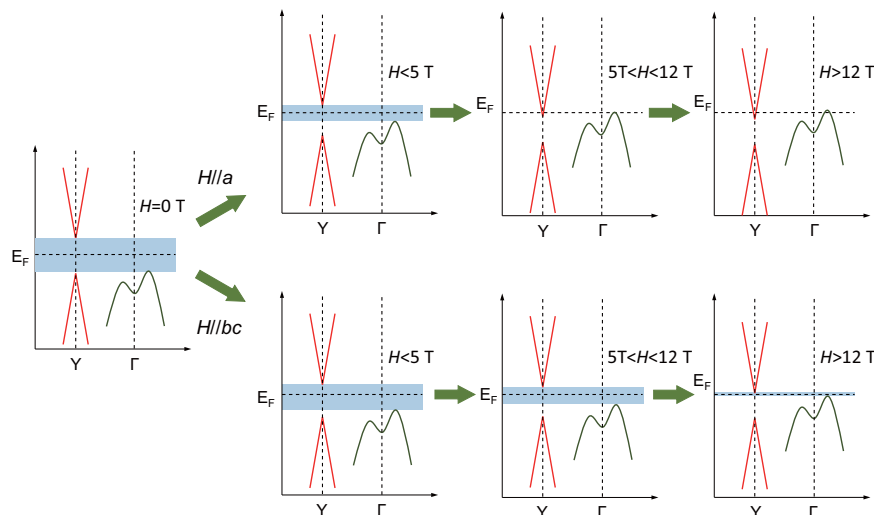 H<5 T
5T<H<12 T
H>12 T
E_F
E_F
E_F
Y
Γ
Y
Γ
Y
Γ
H//a
H=0 T
E_F
H//bc
Y
Γ
H<5 T
5T<H<12 T
H>12 T
E_F
E_F
E_F
Y
Γ
Y
Γ
Y
Γ